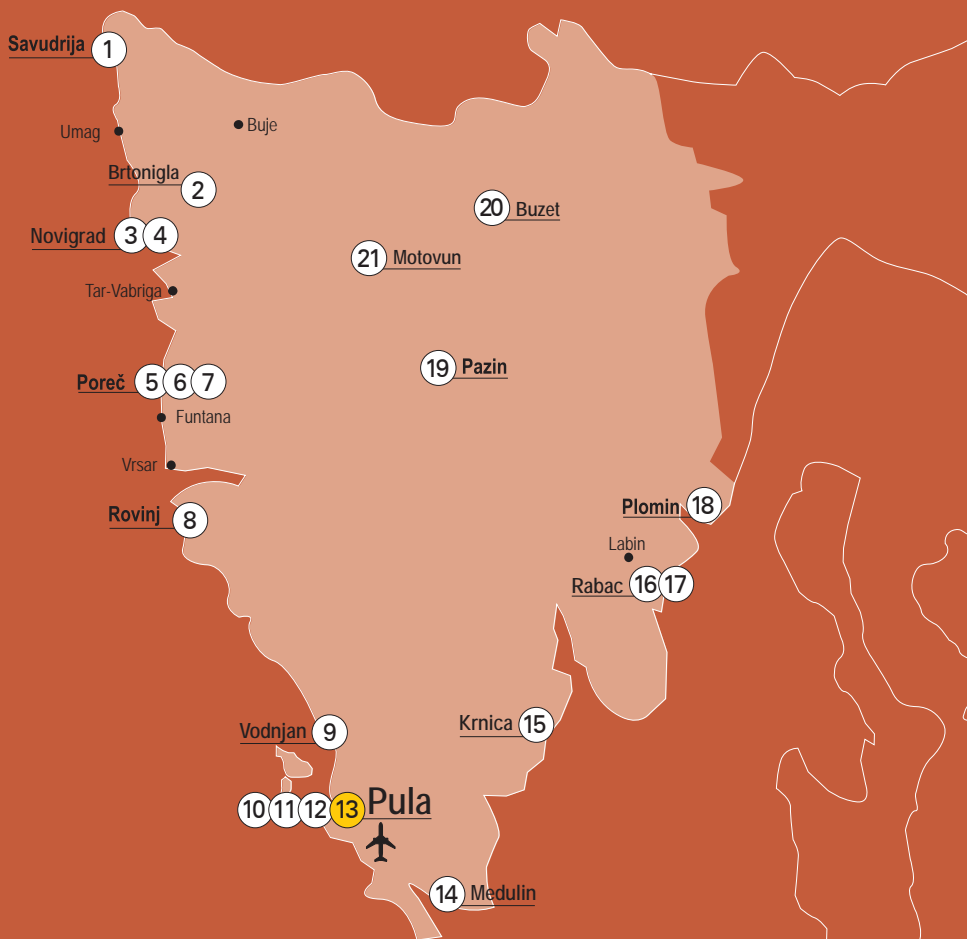 Savudrija 1
Umag
Buje
Brtonigla 2
20 Buzet
Novigrad 3 4
21 Motovun
Tar-Vabriga
19 Pazin
Poreč 5 6 7
Funtana
Vrsar
Plomin 18
Rovinj 8
Labin
Rabac 16 17
Krnica 15
Vodnjan 9
10 11 12 13 Pula
14 Medulin